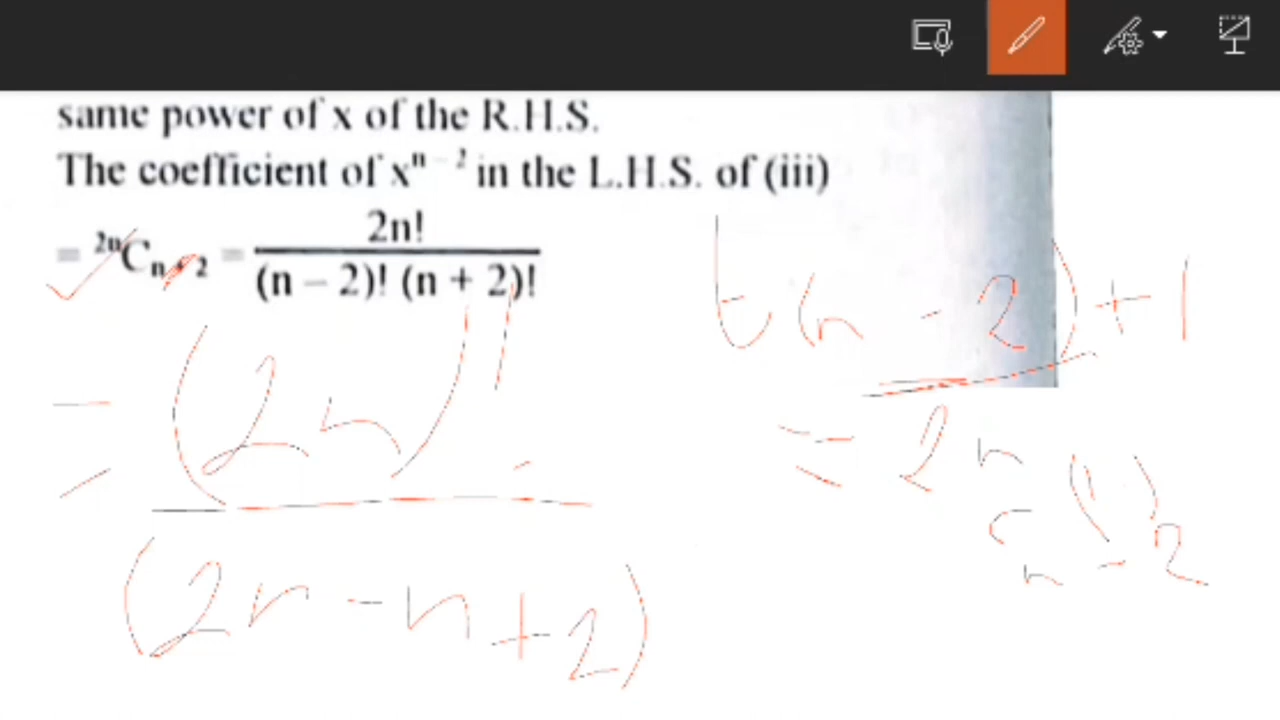 same power of x of the R.H.S.
The coefficient of xⁿ⁻² in the L.H.S. of (iii)
= ²ⁿCₙ₋₂ = 2n! / (n – 2)! (n + 2)!
t(n - 2) + 1
= (2n)!
(2n - n + 2)
= 2n
C
n - 2